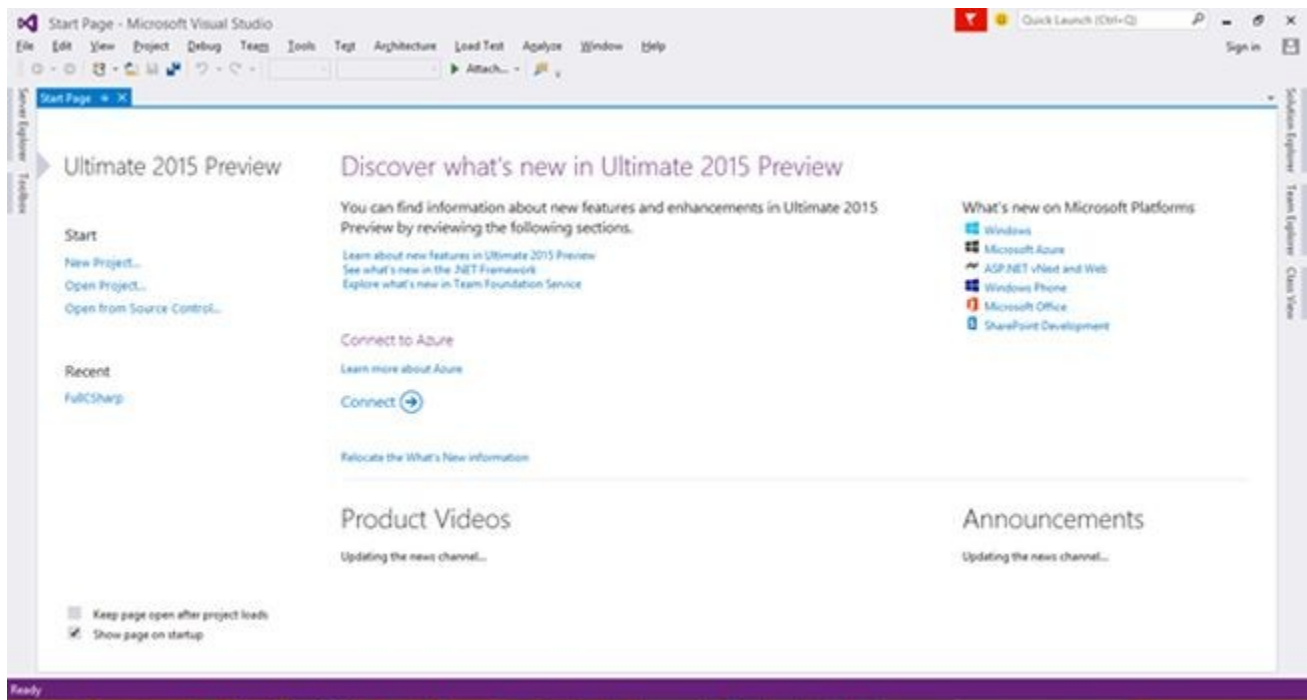 Start Page - Microsoft Visual Studio
Quick Launch (Ctrl+Q)
File Edit View Project Debug Team Tools Test Architecture Load Test Analyze Window Help
Sign in
Attach...
Server Explorer
Toolbox
Start Page
Ultimate 2015 Preview
Start
New Project...
Open Project...
Open from Source Control...
Recent
FullCSharp
Keep page open after project loads
Show page on startup
Discover what's new in Ultimate 2015 Preview
You can find information about new features and enhancements in Ultimate 2015
Preview by reviewing the following sections.
Learn about new features in Ultimate 2015 Preview
See what's new in the .NET Framework
Explore what's new in Team Foundation Service
Connect to Azure
Learn more about Azure
Connect
Relocate the What's New information
Product Videos
Updating the news channel...
What's new on Microsoft Platforms
Windows
Microsoft Azure
ASP.NET vNext and Web
Windows Phone
Microsoft Office
SharePoint Development
Announcements
Updating the news channel...
Solution Explorer
Team Explorer
Class View
Ready